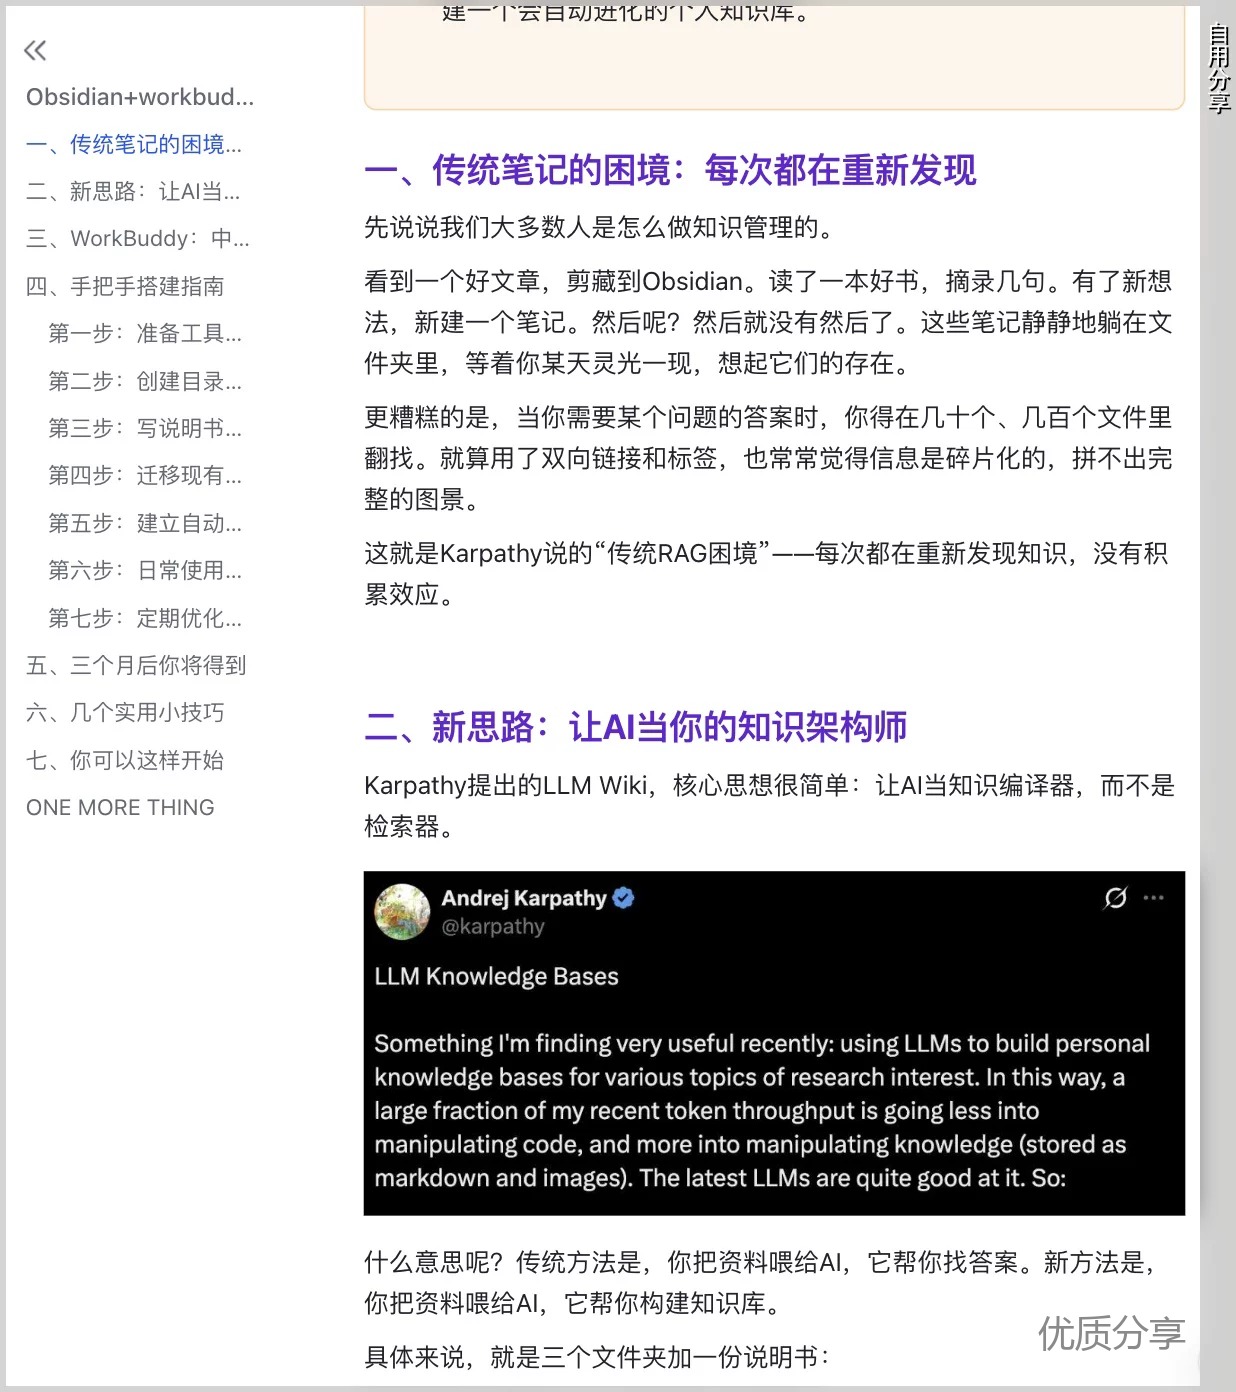 建一个会自动进化的个人知识库。
自用分享
Obsidian+workbud...
一、传统笔记的困境...
二、新思路：让AI当...
三、WorkBuddy：中...
四、手把手搭建指南
第一步：准备工具...
第二步：创建目录...
第三步：写说明书...
第四步：迁移现有...
第五步：建立自动...
第六步：日常使用...
第七步：定期优化...
五、三个月后你将得到
六、几个实用小技巧
七、你可以这样开始
ONE MORE THING
一、传统笔记的困境：每次都在重新发现
先说说我们大多数人是怎么做知识管理的。
看到一个好文章，剪藏到Obsidian。读了一本好书，摘录几句。有了新想
法，新建一个笔记。然后呢？然后就没有然后了。这些笔记静静地躺在文
件夹里，等着你某天灵光一现，想起它们的存在。
更糟糕的是，当你需要某个问题的答案时，你得在几十个、几百个文件里
翻找。就算用了双向链接和标签，也常常觉得信息是碎片化的，拼不出完
整的图景。
这就是Karpathy说的“传统RAG困境”——每次都在重新发现知识，没有积
累效应。
二、新思路：让AI当你的知识架构师
Karpathy提出的LLM Wiki，核心思想很简单：让AI当知识编译器，而不是
检索器。
Andrej Karpathy
@karpathy
LLM Knowledge Bases
Something I'm finding very useful recently: using LLMs to build personal
knowledge bases for various topics of research interest. In this way, a
large fraction of my recent token throughput is going less into
manipulating code, and more into manipulating knowledge (stored as
markdown and images). The latest LLMs are quite good at it. So:
什么意思呢？传统方法是，你把资料喂给AI，它帮你找答案。新方法是，
你把资料喂给AI，它帮你构建知识库。
具体来说，就是三个文件夹加一份说明书：
优质分享